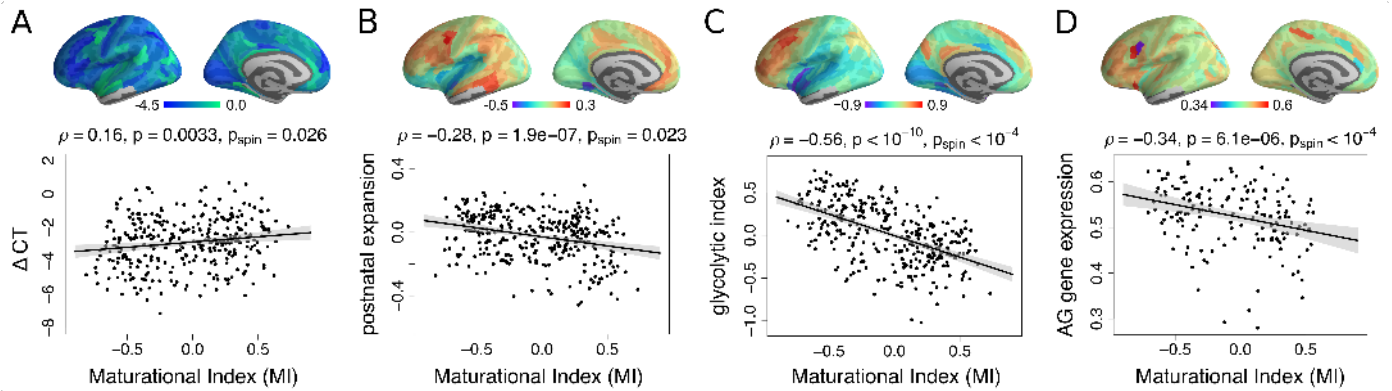 A
-4.5 0.0
ρ = 0.16, p = 0.0033, pspin = 0.026
ΔCT
2
0
−2
−4
−6
−8
−0.5 0.0 0.5
Maturational Index (MI)
B
-0.5 0.3
ρ = −0.28, p = 1.9e−07, pspin = 0.023
postnatal expansion
0.4
0.0
−0.4
−0.5 0.0 0.5
Maturational Index (MI)
C
−0.9 0.9
ρ = −0.56, p < 10−10, pspin < 10−4
glycolytic index
0.5
0.0
−0.5
−1.0
−0.5 0.0 0.5
Maturational Index (MI)
D
0.34 0.6
ρ = −0.34, p = 6.1e−06, pspin < 10−4
AG gene expression
0.6
0.5
0.4
0.3
−0.5 0.0 0.5
Maturational Index (MI)